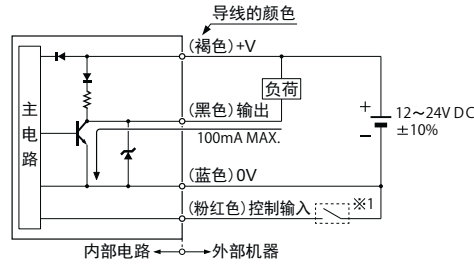 导线的颜色
(褐色)+V
负荷
主电路
(黑色)输出
100mA MAX.
+
12～24V DC
±10%
−
(蓝色)0V
(粉红色)控制输入
※1
内部电路
外部机器